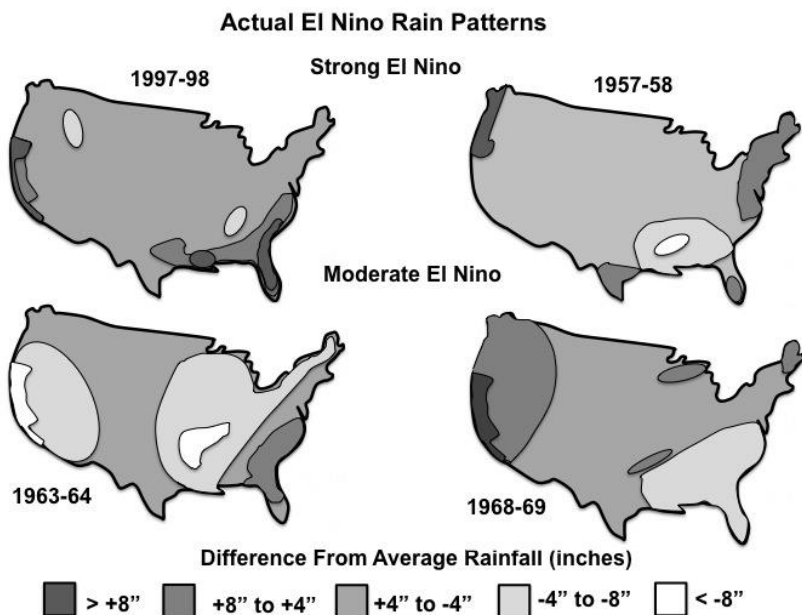 Actual El Nino Rain Patterns
Strong El Nino
1997-98
1957-58
Moderate El Nino
1963-64
1968-69
Difference From Average Rainfall (inches)
> +8” +8” to +4” +4” to -4” -4” to -8” < -8”